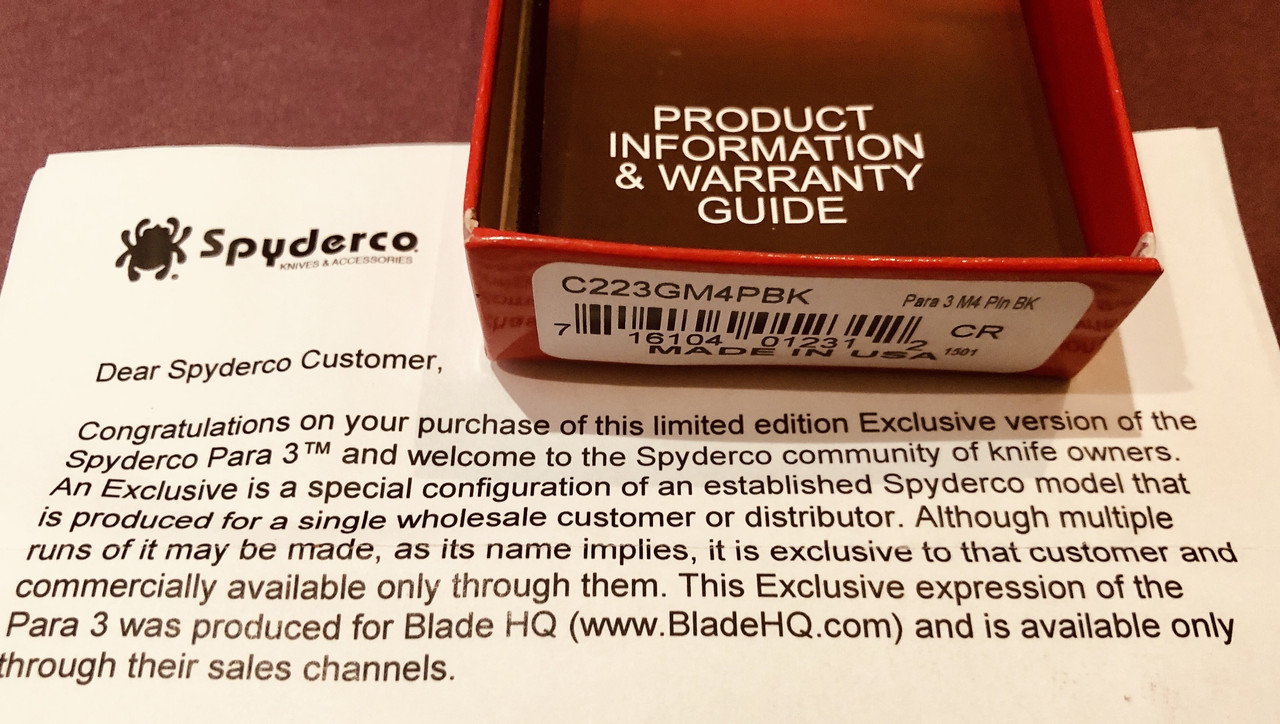 PRODUCT
INFORMATION
& WARRANTY
GUIDE
C223GM4PBK
Para 3 M4 Pln BK
7 16104 01231 2
CR
MADE IN USA 1501
Spyderco
KNIVES & ACCESSORIES
Dear Spyderco Customer,
Congratulations on your purchase of this limited edition Exclusive version of the
Spyderco Para 3™ and welcome to the Spyderco community of knife owners.
An Exclusive is a special configuration of an established Spyderco model that
is produced for a single wholesale customer or distributor. Although multiple
runs of it may be made, as its name implies, it is exclusive to that customer and
commercially available only through them. This Exclusive expression of the
Para 3 was produced for Blade HQ (www.BladeHQ.com) and is available only
through their sales channels.